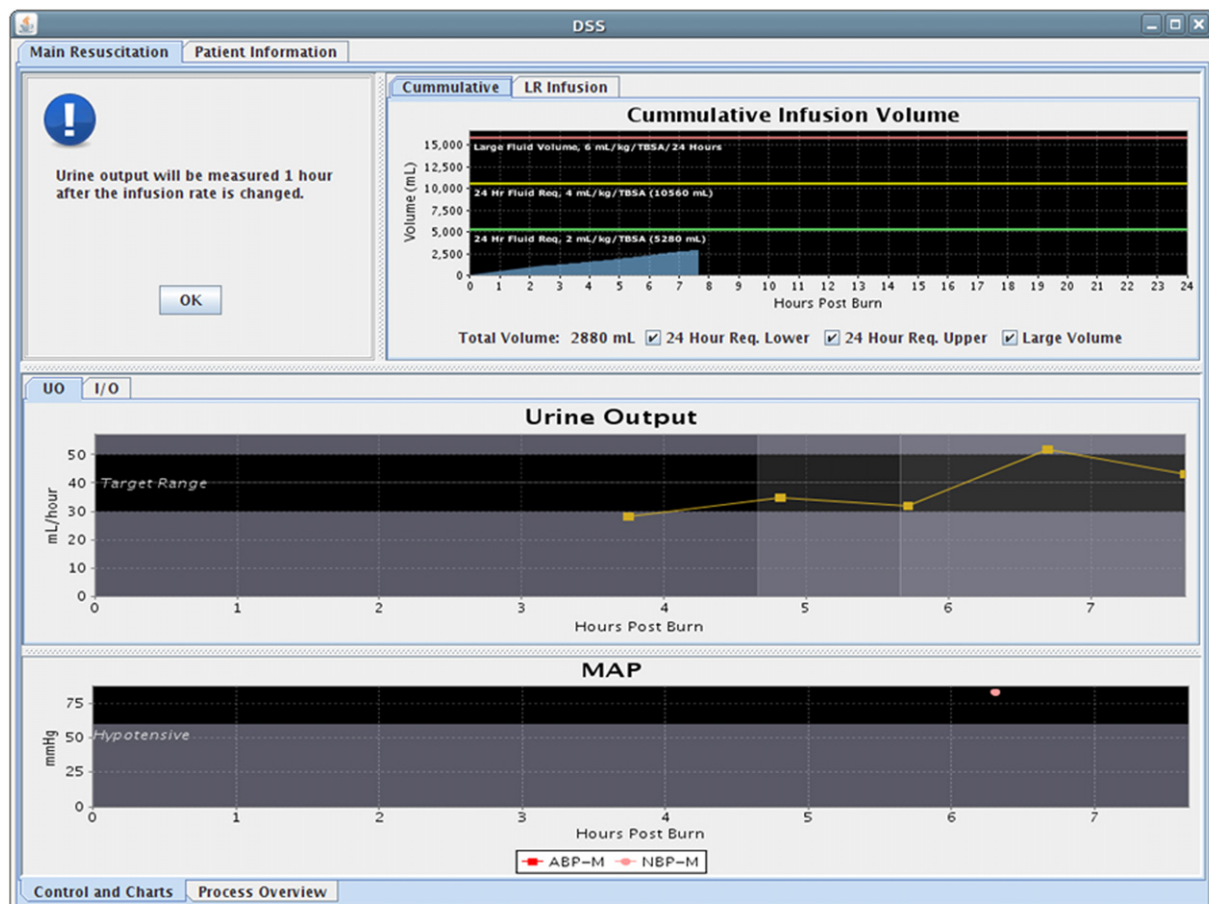 DSS
Main Resuscitation Patient Information
!
Urine output will be measured 1 hour
after the infusion rate is changed.
OK
Cummulative LR Infusion
Cummulative Infusion Volume
Volume (mL)
15,000
12,500
10,000
7,500
5,000
2,500
0
Large Fluid Volume, 6 mL/kg/TBSA/24 Hours
24 Hr Fluid Req, 4 mL/kg/TBSA (10560 mL)
24 Hr Fluid Req, 2 mL/kg/TBSA (5280 mL)
0 1 2 3 4 5 6 7 8 9 10 11 12 13 14 15 16 17 18 19 20 21 22 23 24
Hours Post Burn
Total Volume: 2880 mL 24 Hour Req. Lower 24 Hour Req. Upper Large Volume
UO I/O
Urine Output
mL/hour
50
40
30
20
10
0
Target Range
0 1 2 3 4 5 6 7
Hours Post Burn
MAP
mmHg
75
50
25
0
Hypotensive
0 1 2 3 4 5 6 7
Hours Post Burn
ABP-M NBP-M
Control and Charts Process Overview